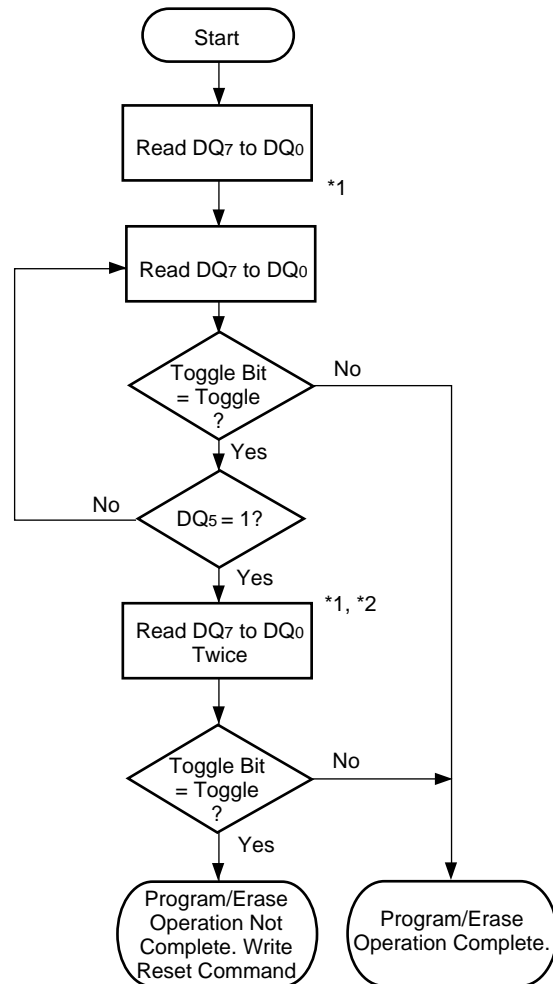 Start
Read DQ7 to DQ0
*1
Read DQ7 to DQ0
Toggle Bit
= Toggle
?
No
Yes
No
DQ5 = 1?
Yes
*1, *2
Read DQ7 to DQ0
Twice
Toggle Bit
= Toggle
?
No
Yes
Program/Erase
Operation Not
Complete. Write
Reset Command
Program/Erase
Operation Complete.